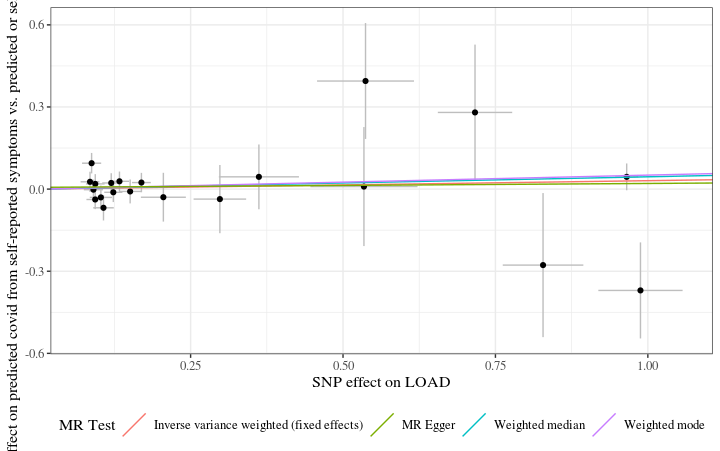 ffect on predicted covid from self-reported symptoms vs. predicted or se
0.6
0.3
0.0
-0.3
-0.6
0.25 0.50 0.75 1.00
SNP effect on LOAD
MR Test Inverse variance weighted (fixed effects) MR Egger Weighted median Weighted mode